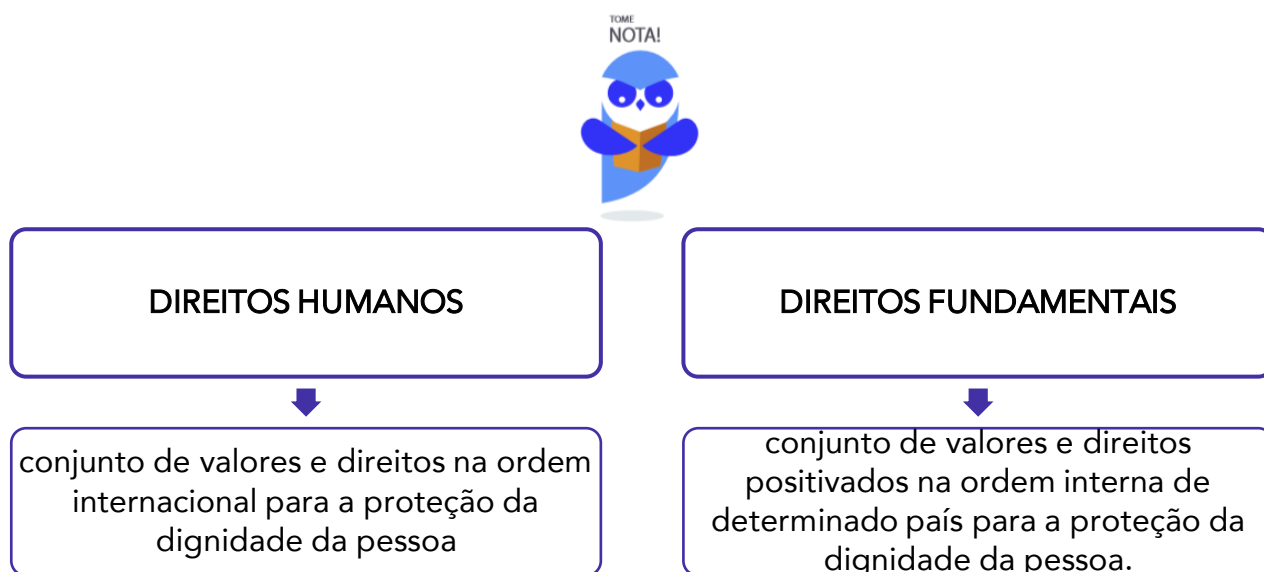 TOME
NOTA!
DIREITOS HUMANOS
DIREITOS FUNDAMENTAIS
conjunto de valores e direitos na ordem
internacional para a proteção da
dignidade da pessoa
conjunto de valores e direitos
positivados na ordem interna de
determinado país para a proteção da
dignidade da pessoa.